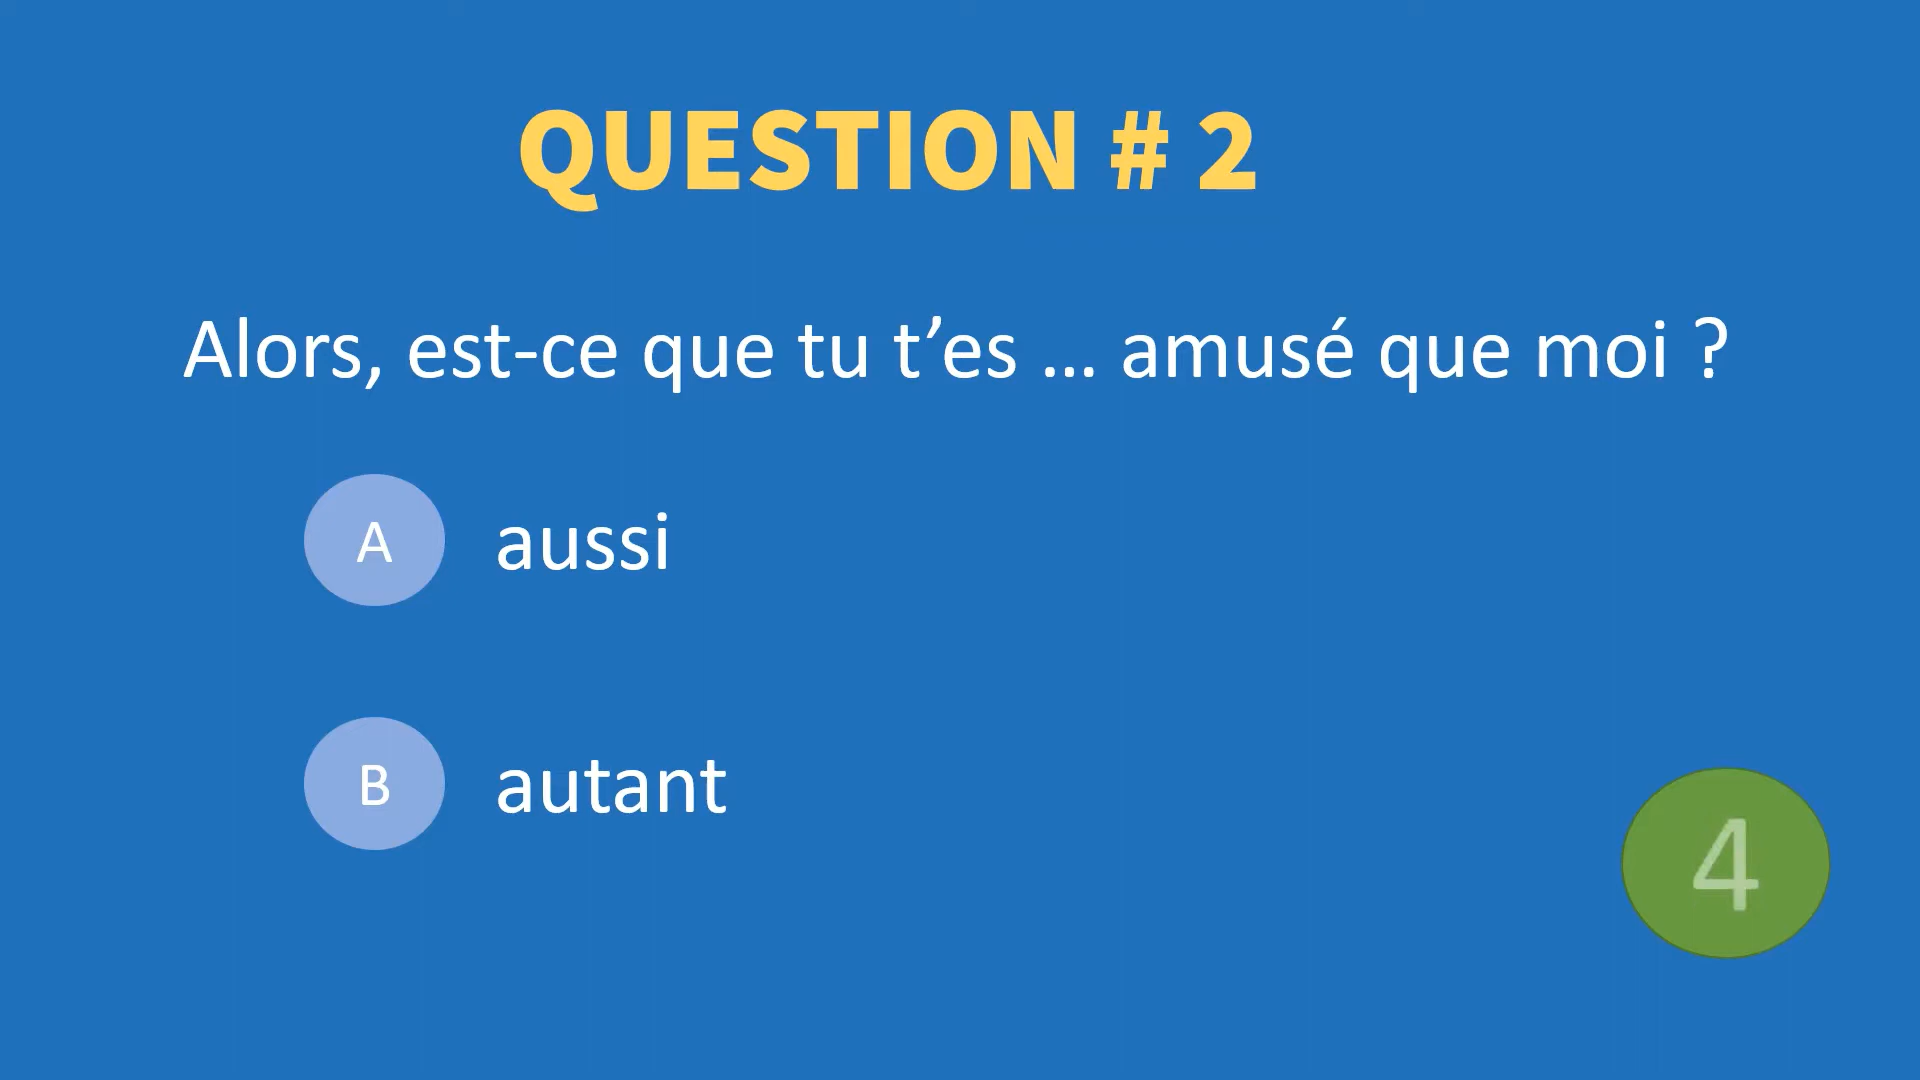 QUESTION # 2
Alors, est-ce que tu t’es … amusé que moi ?
A aussi
B autant
4